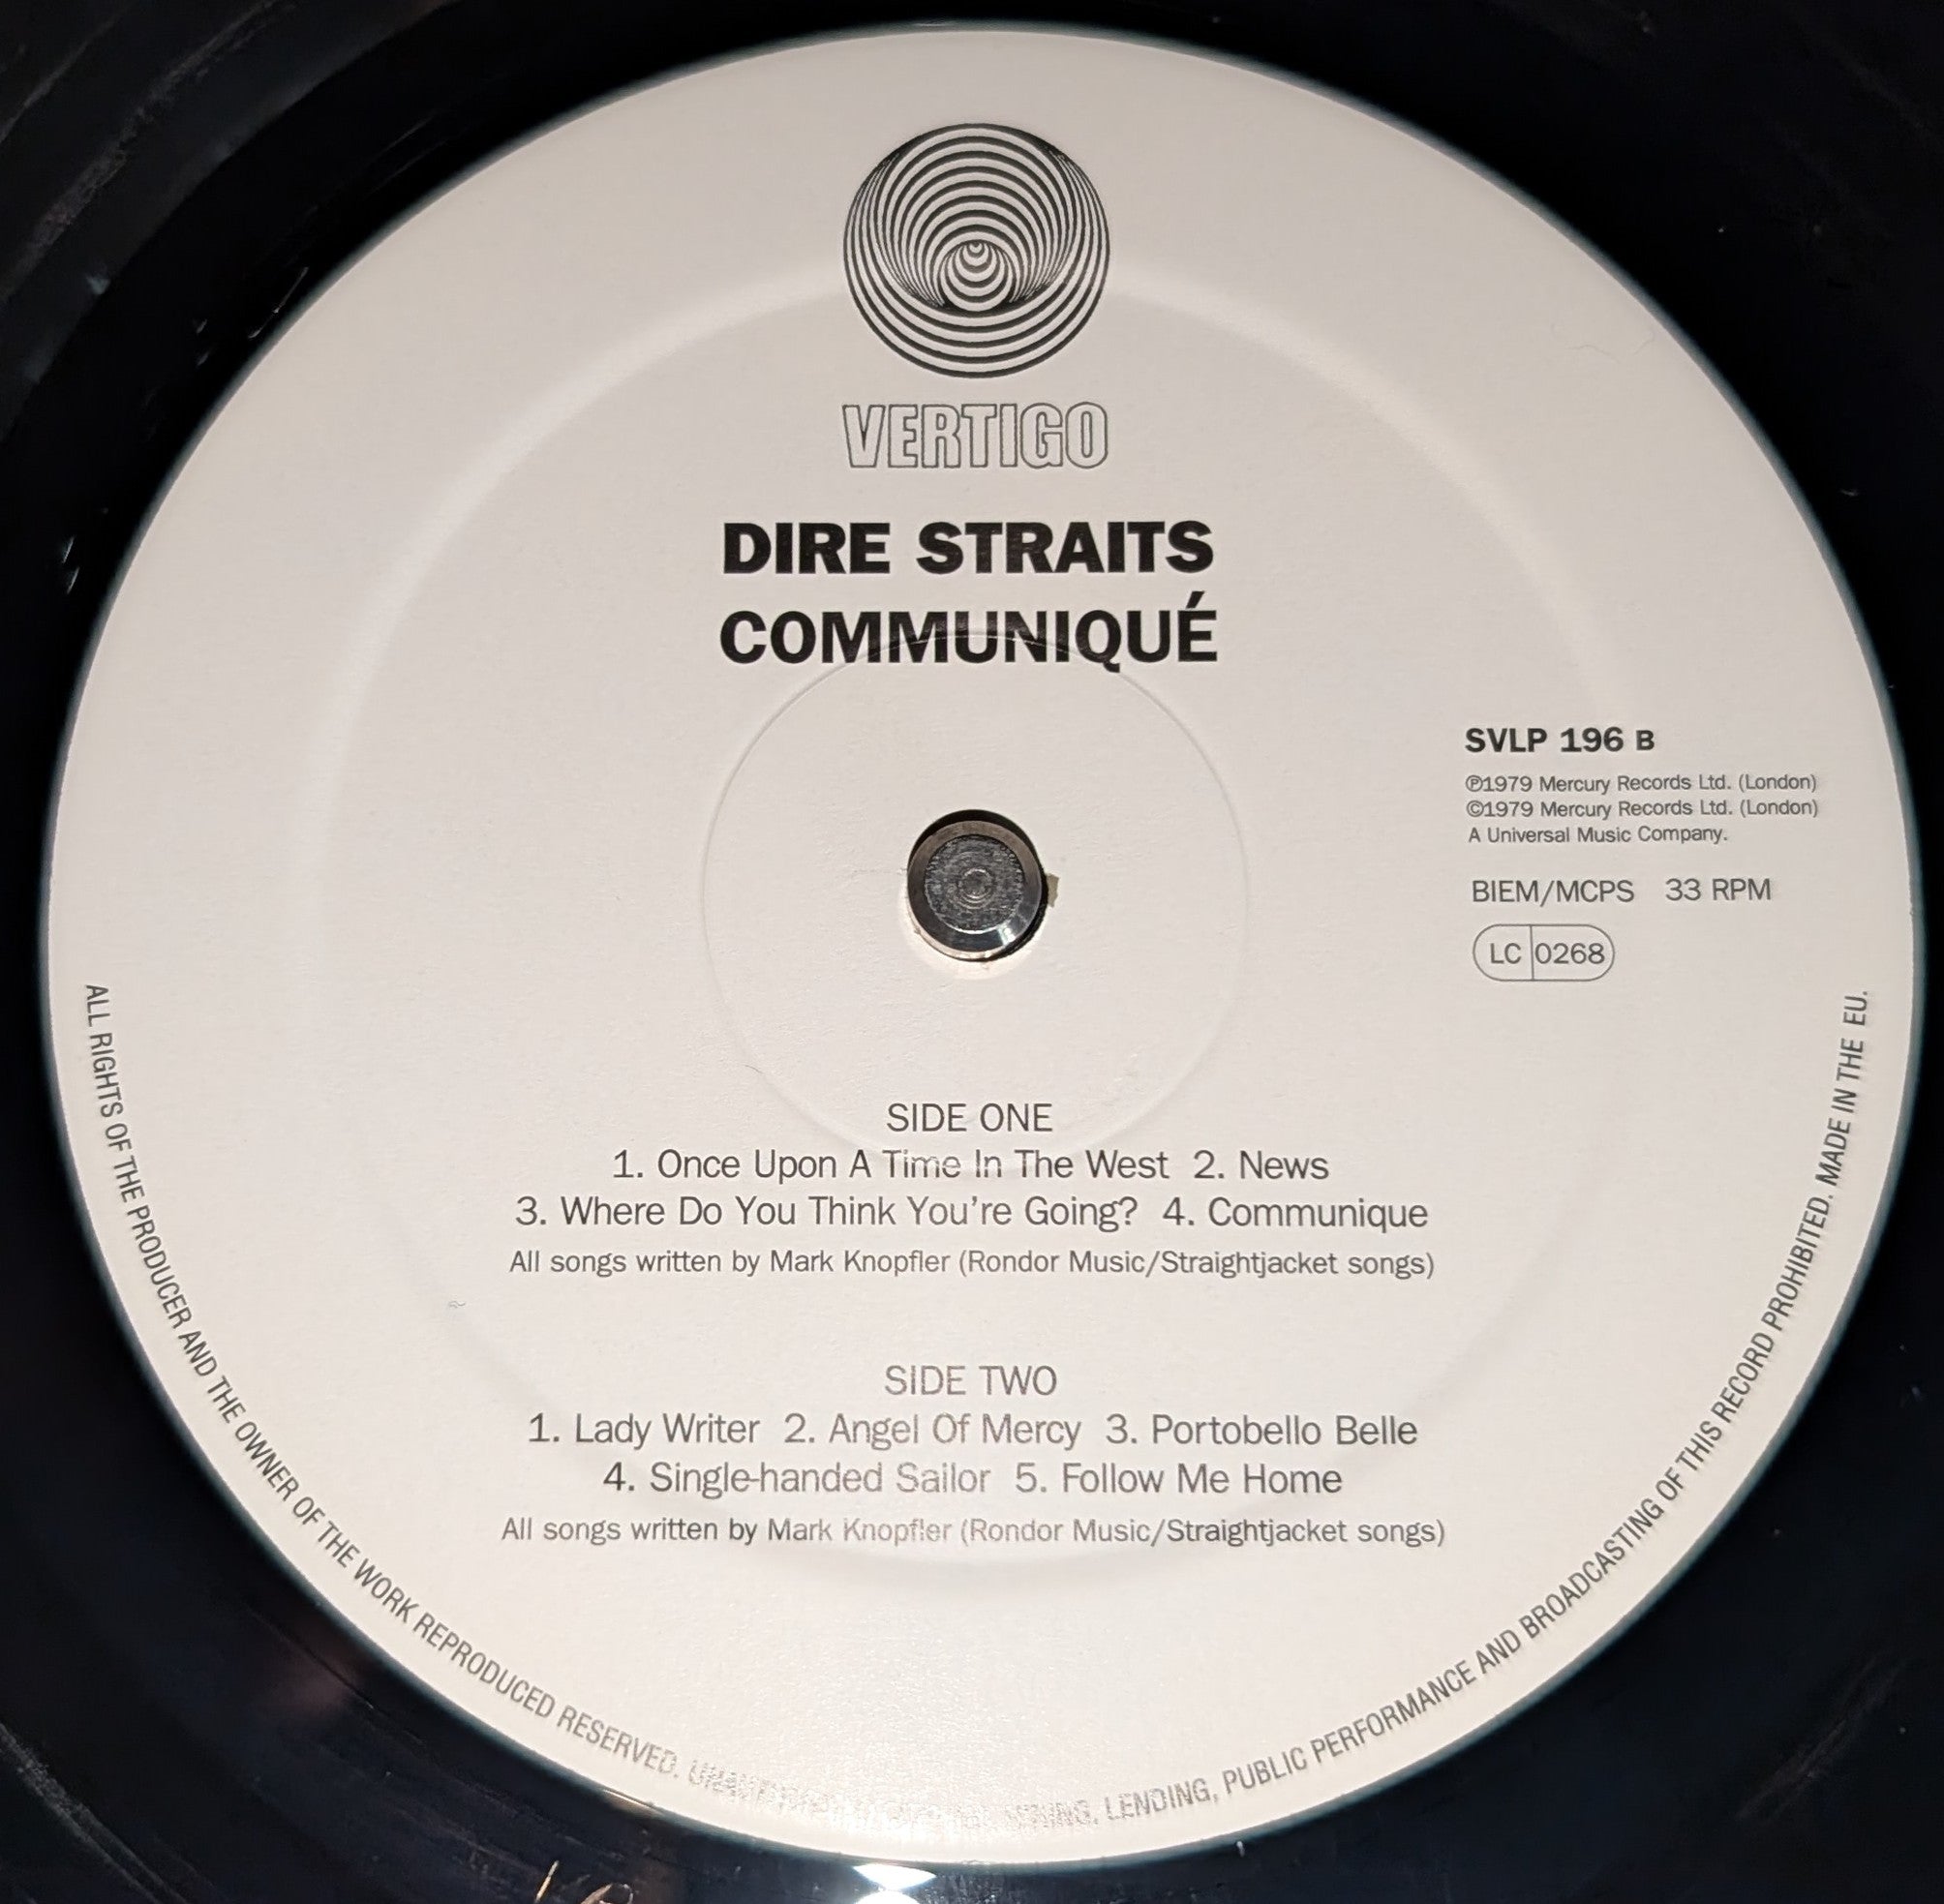 VERTIGO
DIRE STRAITS
COMMUNIQUÉ
SVLP 196 B
℗1979 Mercury Records Ltd. (London)
©1979 Mercury Records Ltd. (London)
A Universal Music Company.
BIEM/MCPS 33 RPM
LC 0268
SIDE ONE
1. Once Upon A Time In The West 2. News
3. Where Do You Think You're Going? 4. Communique
All songs written by Mark Knopfler (Rondor Music/Straightjacket songs)
SIDE TWO
1. Lady Writer 2. Angel Of Mercy 3. Portobello Belle
4. Single-handed Sailor 5. Follow Me Home
All songs written by Mark Knopfler (Rondor Music/Straightjacket songs)
ALL RIGHTS OF THE PRODUCER AND THE OWNER OF THE WORK REPRODUCED RESERVED. LENDING, PUBLIC PERFORMANCE AND BROADCASTING OF THIS RECORD PROHIBITED. MADE IN THE EU.